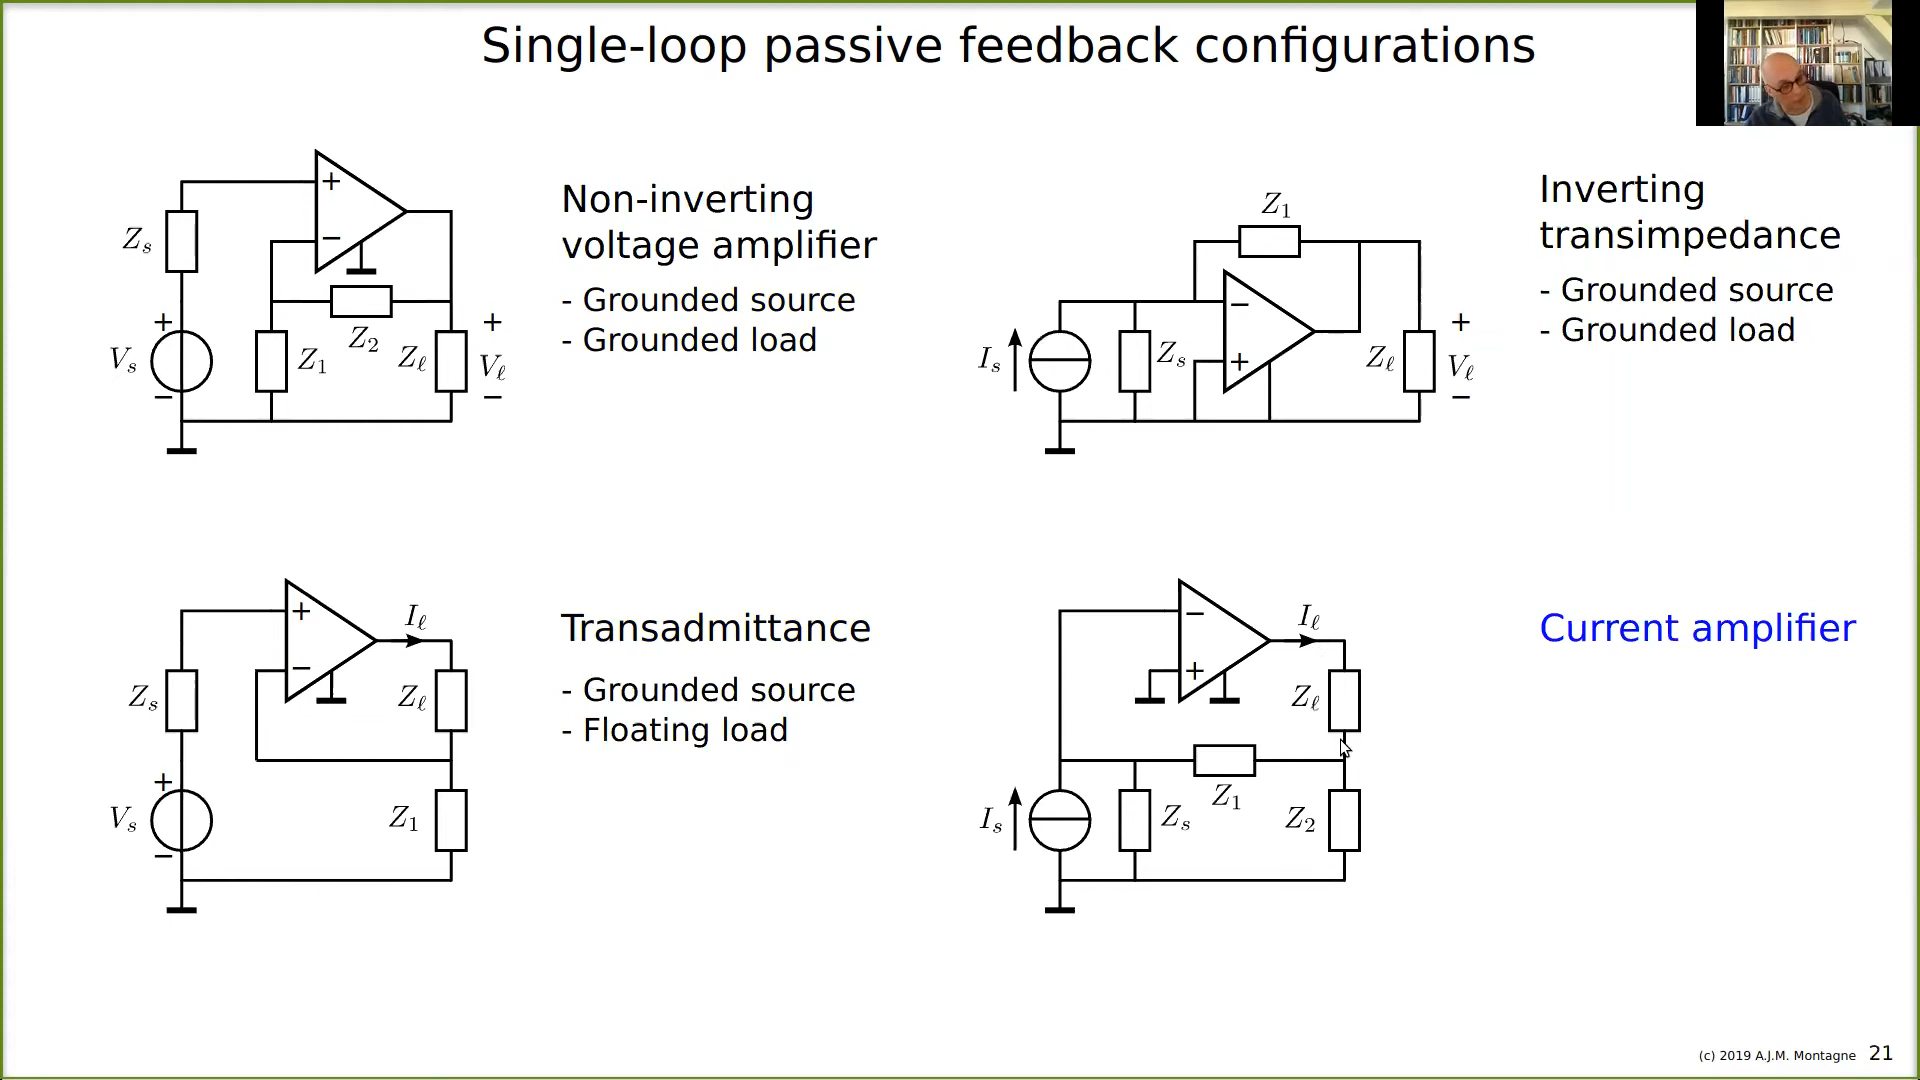 Single-loop passive feedback configurations
+
−
Zs
Z2
Z1
Zℓ
+
Vs
−
+
Vℓ
−
Non-inverting
voltage amplifier
- Grounded source
- Grounded load
Z1
−
+
Is
Zs
Zℓ
+
Vℓ
−
Inverting
transimpedance
- Grounded source
- Grounded load
+
−
Iℓ
Zs
Zℓ
+
Vs
−
Z1
Transadmittance
- Grounded source
- Floating load
−
+
Iℓ
Zℓ
Z1
Is
Zs
Z2
Current amplifier
(c) 2019 A.J.M. Montagne 21